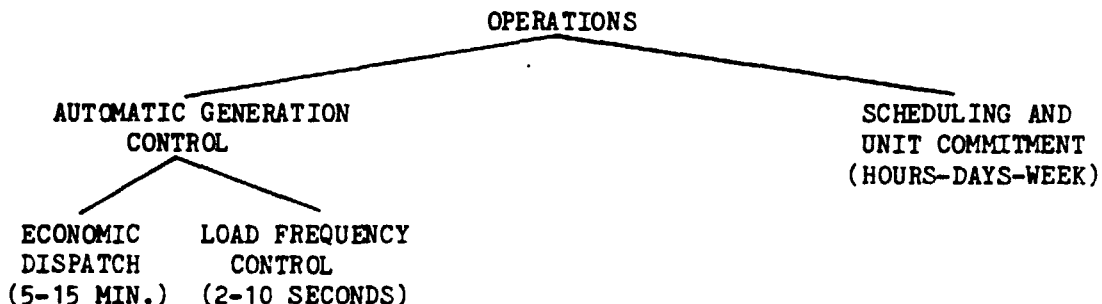 OPERATIONS
AUTOMATIC GENERATION
CONTROL
SCHEDULING AND
UNIT COMMITMENT
(HOURS-DAYS-WEEK)
ECONOMIC
DISPATCH
(5-15 MIN.)
LOAD FREQUENCY
CONTROL
(2-10 SECONDS)